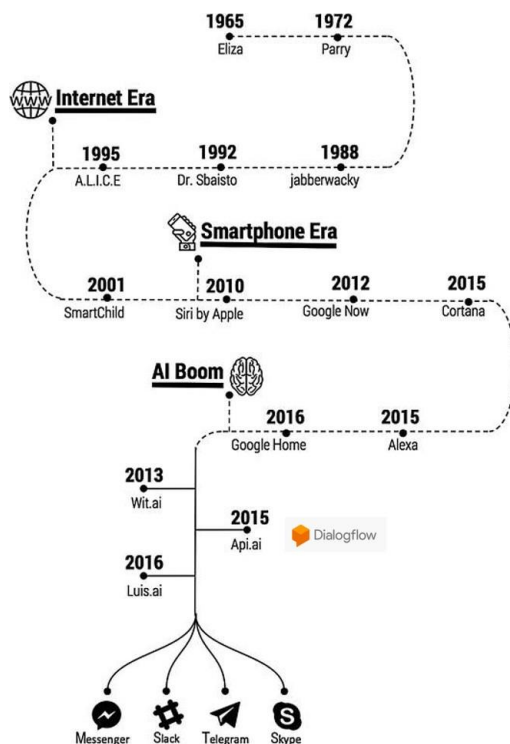 1965
Eliza
1972
Parry
WWW
Internet Era
1995
A.L.I.C.E
1992
Dr. Sbaisto
1988
jabberwacky
Smartphone Era
2001
SmartChild
2010
Siri by Apple
2012
Google Now
2015
Cortana
AI Boom
2016
Google Home
2015
Alexa
2013
Wit.ai
2015
Api.ai
Dialogflow
2016
Luis.ai
Messenger
Slack
Telegram
Skype